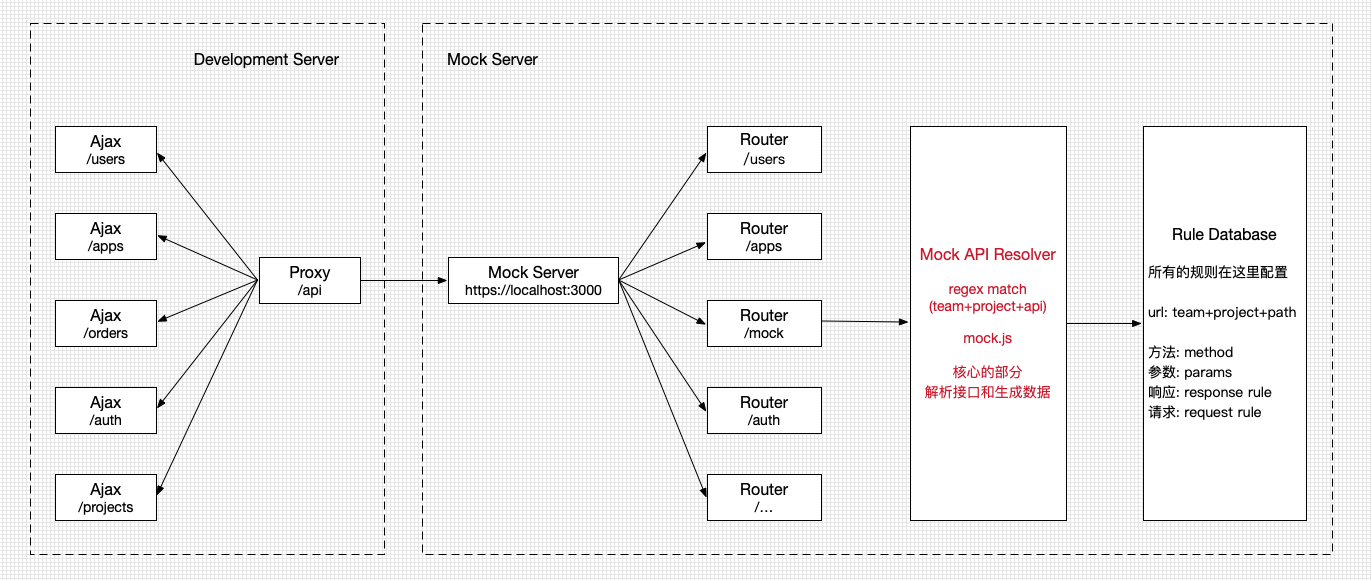 Development Server
Ajax
/users
Ajax
/apps
Ajax
/orders
Ajax
/auth
Ajax
/projects
Proxy
/api
Mock Server
Mock Server
https://localhost:3000
Router
/users
Router
/apps
Router
/mock
Router
/auth
Router
/...
Mock API Resolver
regex match
(team+project+api)
mock.js
核心的部分
解析接口和生成数据
Rule Database
所有的规则在这里配置
url: team+project+path
方法: method
参数: params
响应: response rule
请求: request rule